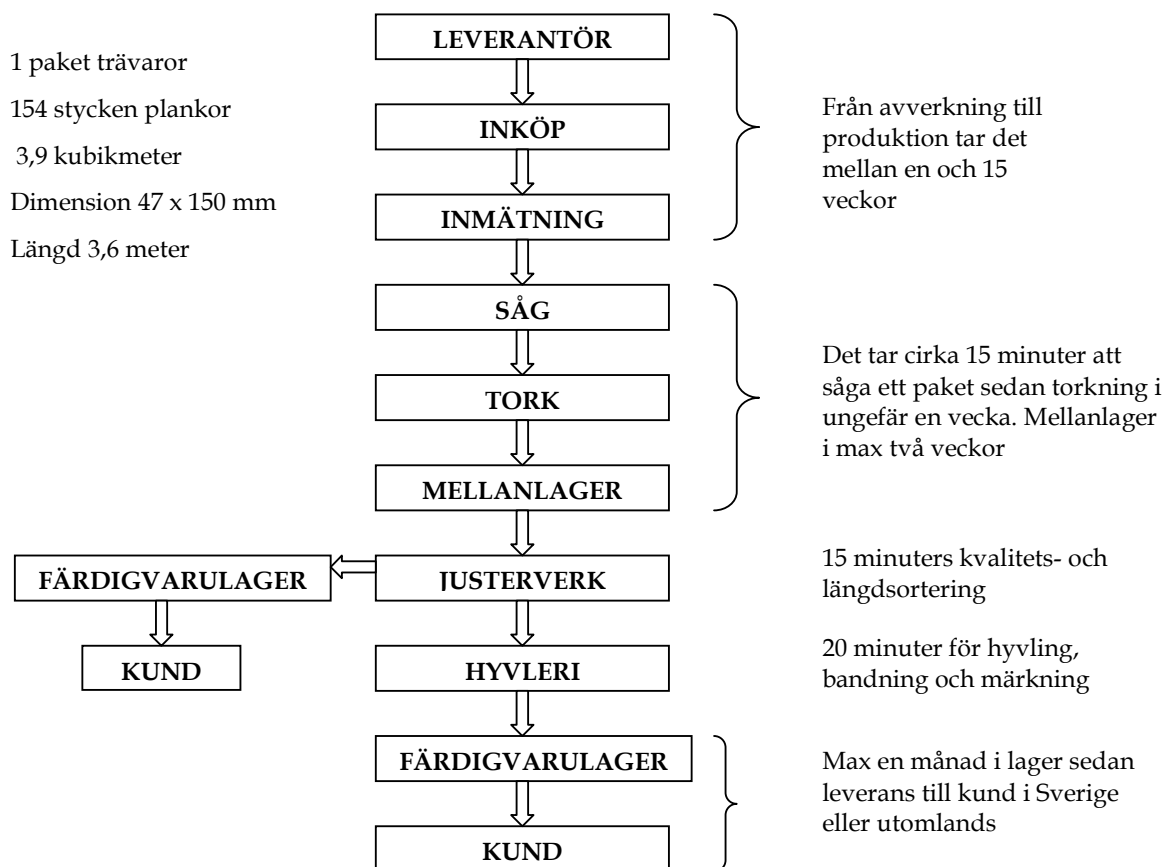 LEVERANTÖR
1 paket trävaror
154 stycken plankor
3,9 kubikmeter
Dimension 47 x 150 mm
Längd 3,6 meter
INKÖP
INMÄTNING
Från avverkning till
produktion tar det
mellan en och 15
veckor
SÅG
TORK
MELLANLAGER
Det tar cirka 15 minuter att
såga ett paket sedan torkning i
ungefär en vecka. Mellanlager
i max två veckor
FÄRDIGVARULAGER
JUSTERVERK
15 minuters kvalitets- och
längdsortering
KUND
HYVLERI
20 minuter för hyvling,
bandning och märkning
FÄRDIGVARULAGER
KUND
Max en månad i lager sedan
leverans till kund i Sverige
eller utomlands